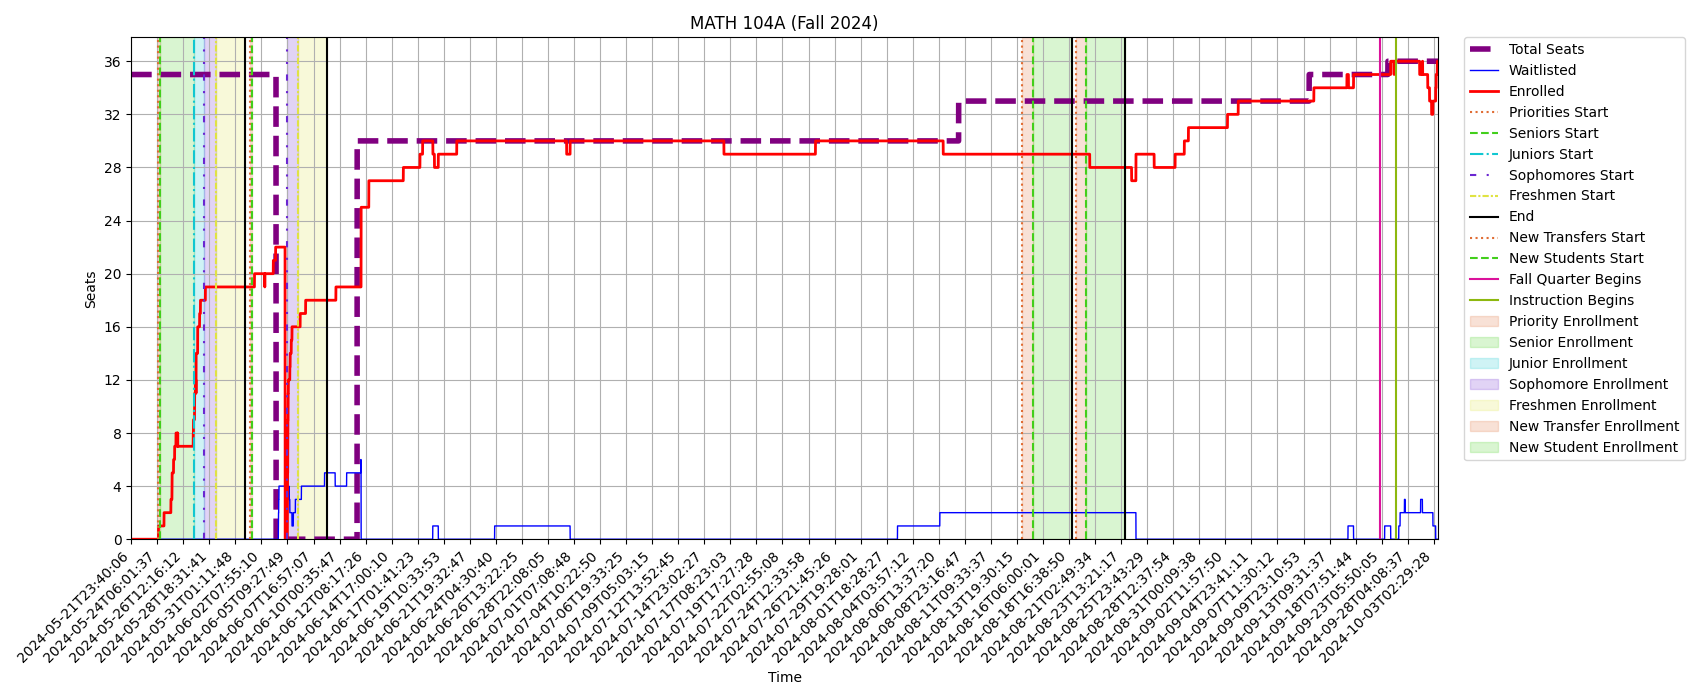 MATH 104A (Fall 2024)
Seats
36
32
28
24
20
16
12
8
4
0
2024-05-21T23:40:06
2024-05-24T06:01:37
2024-05-26T12:16:12
2024-05-28T18:31:41
2024-05-31T01:11:48
2024-06-02T07:55:10
2024-06-05T09:27:49
2024-06-07T16:57:07
2024-06-10T00:35:47
2024-06-12T08:17:26
2024-06-14T17:00:10
2024-06-17T01:41:23
2024-06-19T10:33:53
2024-06-21T19:32:47
2024-06-24T04:30:40
2024-06-26T13:22:25
2024-06-28T22:08:05
2024-07-01T07:08:48
2024-07-04T10:22:50
2024-07-06T19:33:25
2024-07-09T05:03:15
2024-07-12T13:52:45
2024-07-14T23:02:27
2024-07-17T08:23:03
2024-07-19T17:27:28
2024-07-22T02:55:08
2024-07-24T12:33:58
2024-07-26T21:45:26
2024-07-29T19:28:01
2024-08-01T18:28:27
2024-08-04T03:57:12
2024-08-06T13:37:20
2024-08-08T23:16:47
2024-08-11T09:33:37
2024-08-13T19:30:15
2024-08-16T06:00:01
2024-08-18T16:38:50
2024-08-21T02:49:34
2024-08-23T13:21:17
2024-08-25T23:43:29
2024-08-28T12:37:54
2024-08-31T00:09:38
2024-09-02T11:57:50
2024-09-04T23:41:11
2024-09-07T11:30:12
2024-09-09T23:10:53
2024-09-13T09:31:37
2024-09-18T07:51:44
2024-09-23T05:50:05
2024-09-28T04:08:37
2024-10-03T02:29:28
Time
Total Seats
Waitlisted
Enrolled
Priorities Start
Seniors Start
Juniors Start
Sophomores Start
Freshmen Start
End
New Transfers Start
New Students Start
Fall Quarter Begins
Instruction Begins
Priority Enrollment
Senior Enrollment
Junior Enrollment
Sophomore Enrollment
Freshmen Enrollment
New Transfer Enrollment
New Student Enrollment